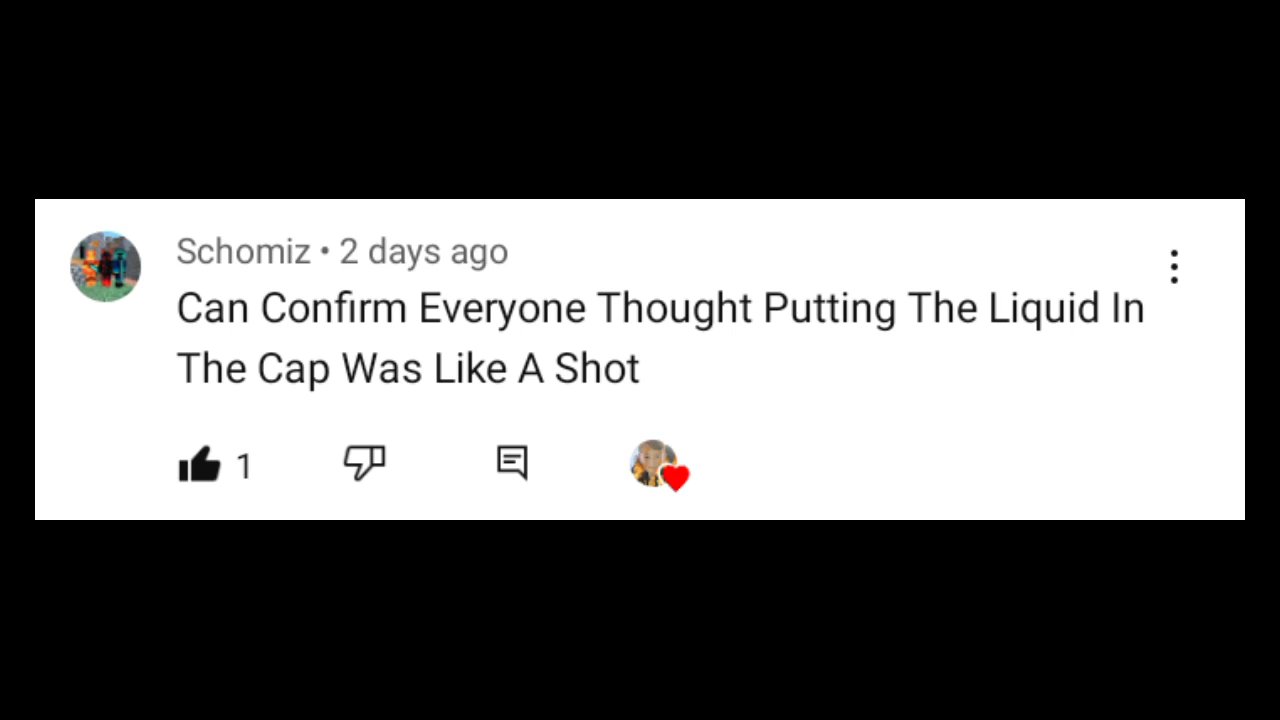 Schomiz • 2 days ago
Can Confirm Everyone Thought Putting The Liquid In
The Cap Was Like A Shot
1